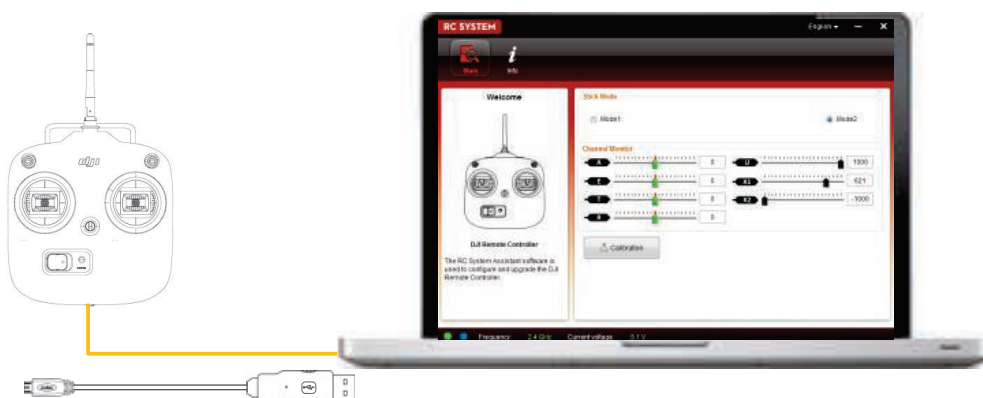 RC SYSTEM
English
Main
Info
Welcome
DJI Remote Controller
The RC System Assistant software is
used to configure and upgrade the DJI
Remote Controller.
Stick Mode
Mode1
Mode2
Channel Monitor
A 0
U 1000
E 0
X1 621
T 0
X2 -1000
R 0
Calibration
Frequency 2.4 GHz Current voltage 5.1 V
dji